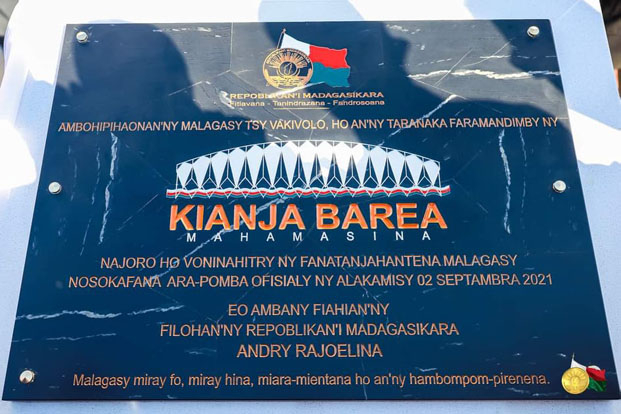 REPOBLIKAN'I MADAGASIKARA
Fitiavana - Tanindrazana - Fandrosoana
AMBOHIPIHAONAN'NY MALAGASY TSY VAKIVOLO, HO AN'NY TARANAKA FARAMANDIMBY NY
KIANJA BAREA
MAHAMASINA
NAJORO HO VONINAHITRY NY FANATANJAHANTENA MALAGASY
NOSOKAFANA ARA-POMBA OFISIALY NY ALAKAMISY 02 SEPTAMBRA 2021
EO AMBANY FIAHIAN'NY
FILOHAN'NY REPOBLIKAN'I MADAGASIKARA
ANDRY RAJOELINA
Malagasy miray fo, miray hina, miara-mientana ho an'ny hambompom-pirenena.